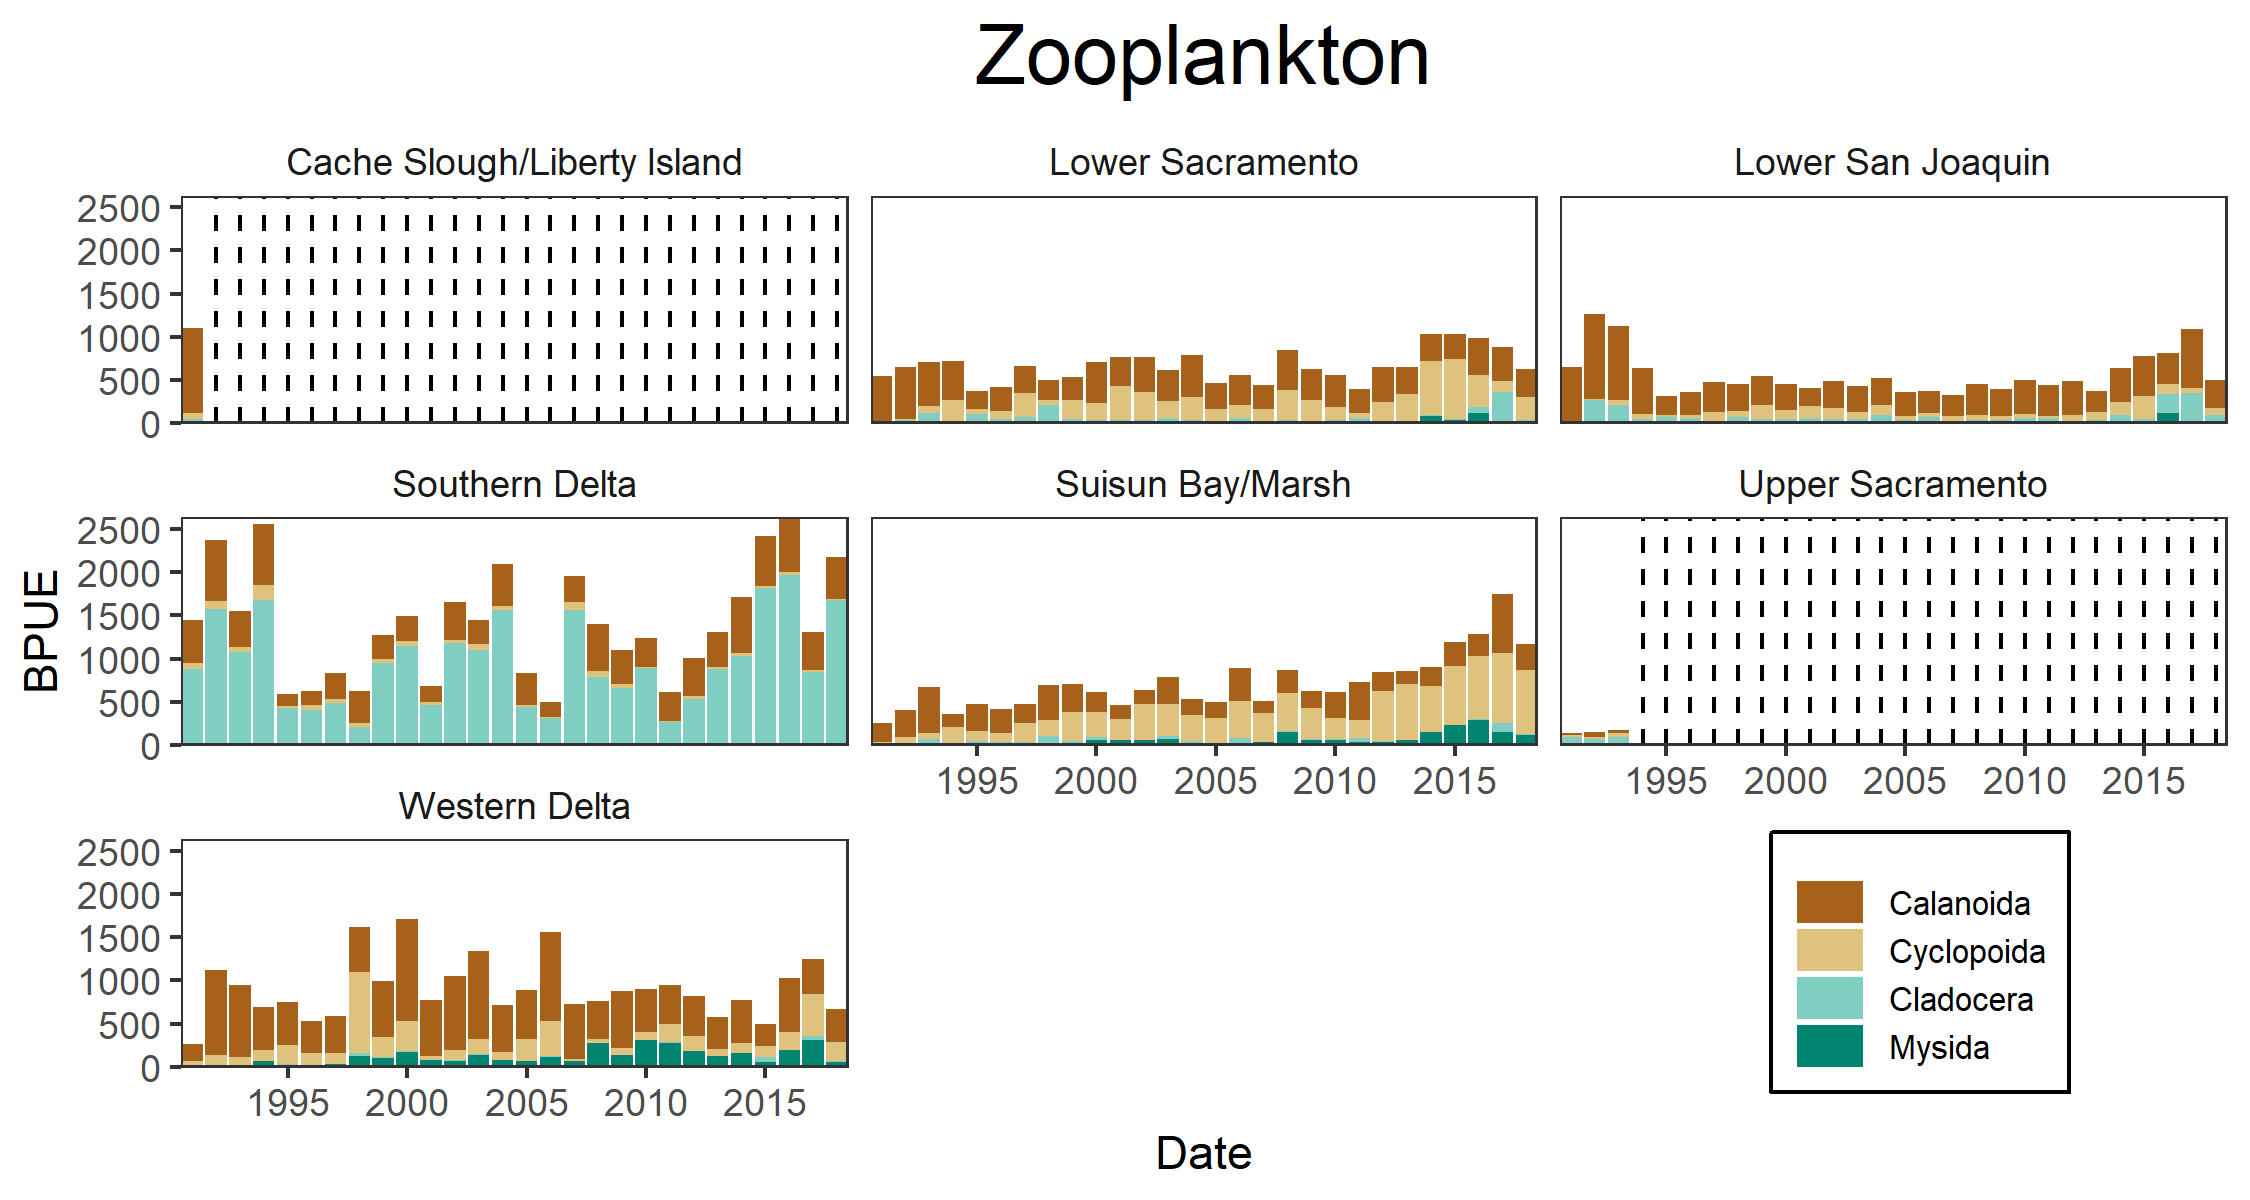 Zooplankton
Cache Slough/Liberty Island
Lower Sacramento
Lower San Joaquin
2500
2000
1500
1000
500
0
Southern Delta
Suisun Bay/Marsh
Upper Sacramento
BPUE
2500
2000
1500
1000
500
0
1995 2000 2005 2010 2015
1995 2000 2005 2010 2015
Western Delta
2500
2000
1500
1000
500
0
1995 2000 2005 2010 2015
Calanoida
Cyclopoida
Cladocera
Mysida
Date